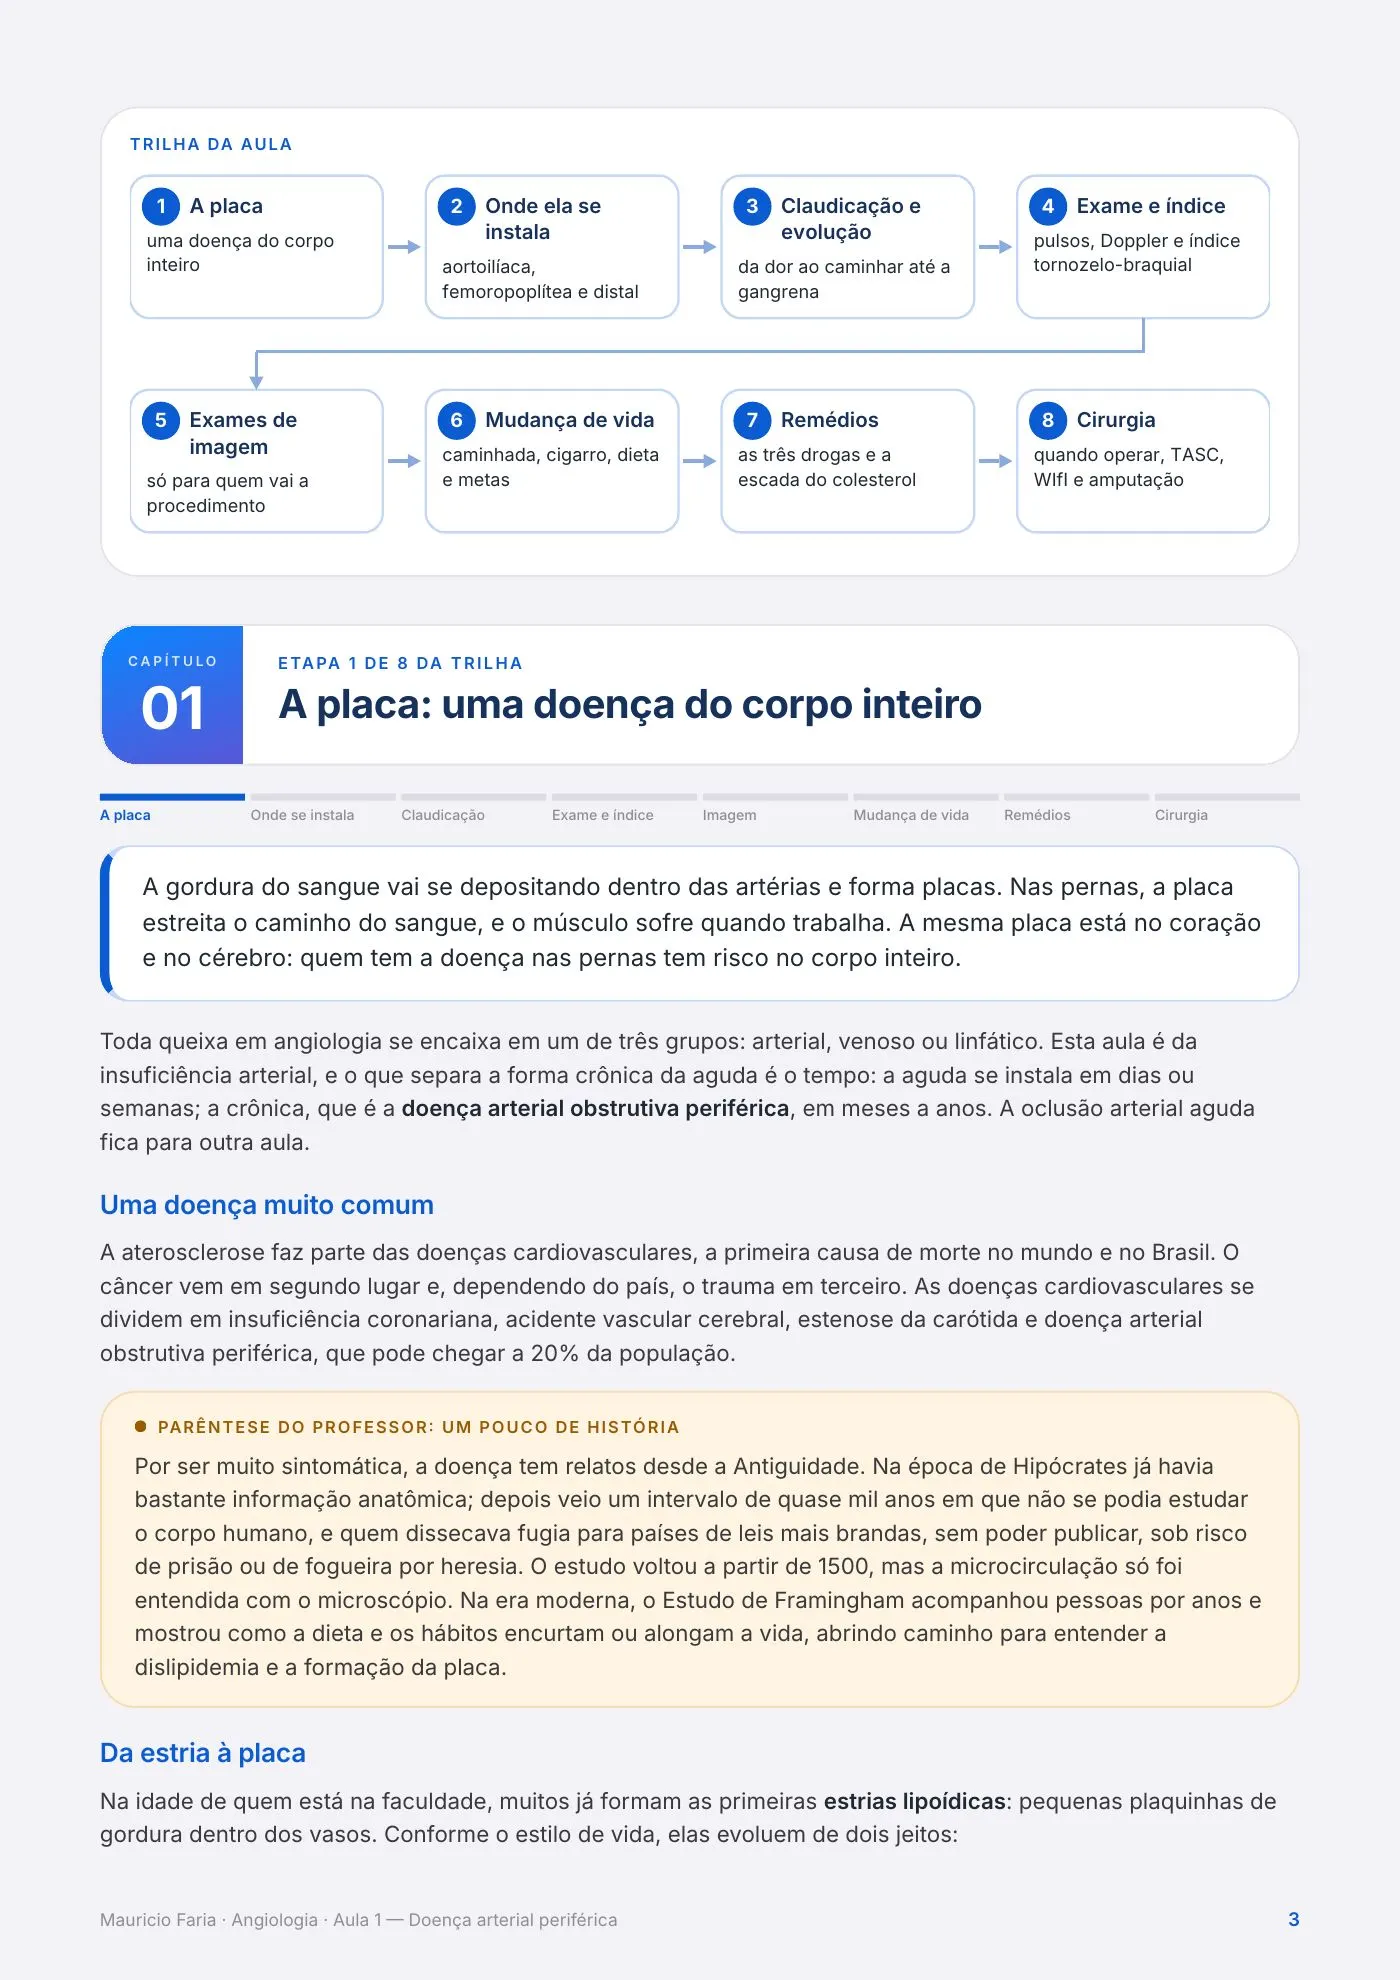 TRILHA DA AULA
1 A placa
uma doença do corpo
inteiro
2 Onde ela se
instala
aortoilíaca,
femoropoplítea e distal
3 Claudicação e
evolução
da dor ao caminhar até a
gangrena
4 Exame e índice
pulsos, Doppler e índice
tornozelo-braquial
5 Exames de
imagem
só para quem vai a
procedimento
6 Mudança de vida
caminhada, cigarro, dieta
e metas
7 Remédios
as três drogas e a
escada do colesterol
8 Cirurgia
quando operar, TASC,
WIfI e amputação
CAPÍTULO
01
ETAPA 1 DE 8 DA TRILHA
A placa: uma doença do corpo inteiro
A placa Onde se instala Claudicação Exame e índice Imagem Mudança de vida Remédios Cirurgia
A gordura do sangue vai se depositando dentro das artérias e forma placas. Nas pernas, a placa
estreita o caminho do sangue, e o músculo sofre quando trabalha. A mesma placa está no coração
e no cérebro: quem tem a doença nas pernas tem risco no corpo inteiro.
Toda queixa em angiologia se encaixa em um de três grupos: arterial, venoso ou linfático. Esta aula é da
insuficiência arterial, e o que separa a forma crônica da aguda é o tempo: a aguda se instala em dias ou
semanas; a crônica, que é a doença arterial obstrutiva periférica, em meses a anos. A oclusão arterial aguda
fica para outra aula.
Uma doença muito comum
A aterosclerose faz parte das doenças cardiovasculares, a primeira causa de morte no mundo e no Brasil. O
câncer vem em segundo lugar e, dependendo do país, o trauma em terceiro. As doenças cardiovasculares se
dividem em insuficiência coronariana, acidente vascular cerebral, estenose da carótida e doença arterial
obstrutiva periférica, que pode chegar a 20% da população.
PARÊNTESE DO PROFESSOR: UM POUCO DE HISTÓRIA
Por ser muito sintomática, a doença tem relatos desde a Antiguidade. Na época de Hipócrates já havia
bastante informação anatômica; depois veio um intervalo de quase mil anos em que não se podia estudar
o corpo humano, e quem dissecava fugia para países de leis mais brandas, sem poder publicar, sob risco
de prisão ou de fogueira por heresia. O estudo voltou a partir de 1500, mas a microcirculação só foi
entendida com o microscópio. Na era moderna, o Estudo de Framingham acompanhou pessoas por anos e
mostrou como a dieta e os hábitos encurtam ou alongam a vida, abrindo caminho para entender a
dislipidemia e a formação da placa.
Da estria à placa
Na idade de quem está na faculdade, muitos já formam as primeiras estrias lipoídicas: pequenas plaquinhas de
gordura dentro dos vasos. Conforme o estilo de vida, elas evoluem de dois jeitos:
Mauricio Faria · Angiologia · Aula 1 — Doença arterial periférica 3